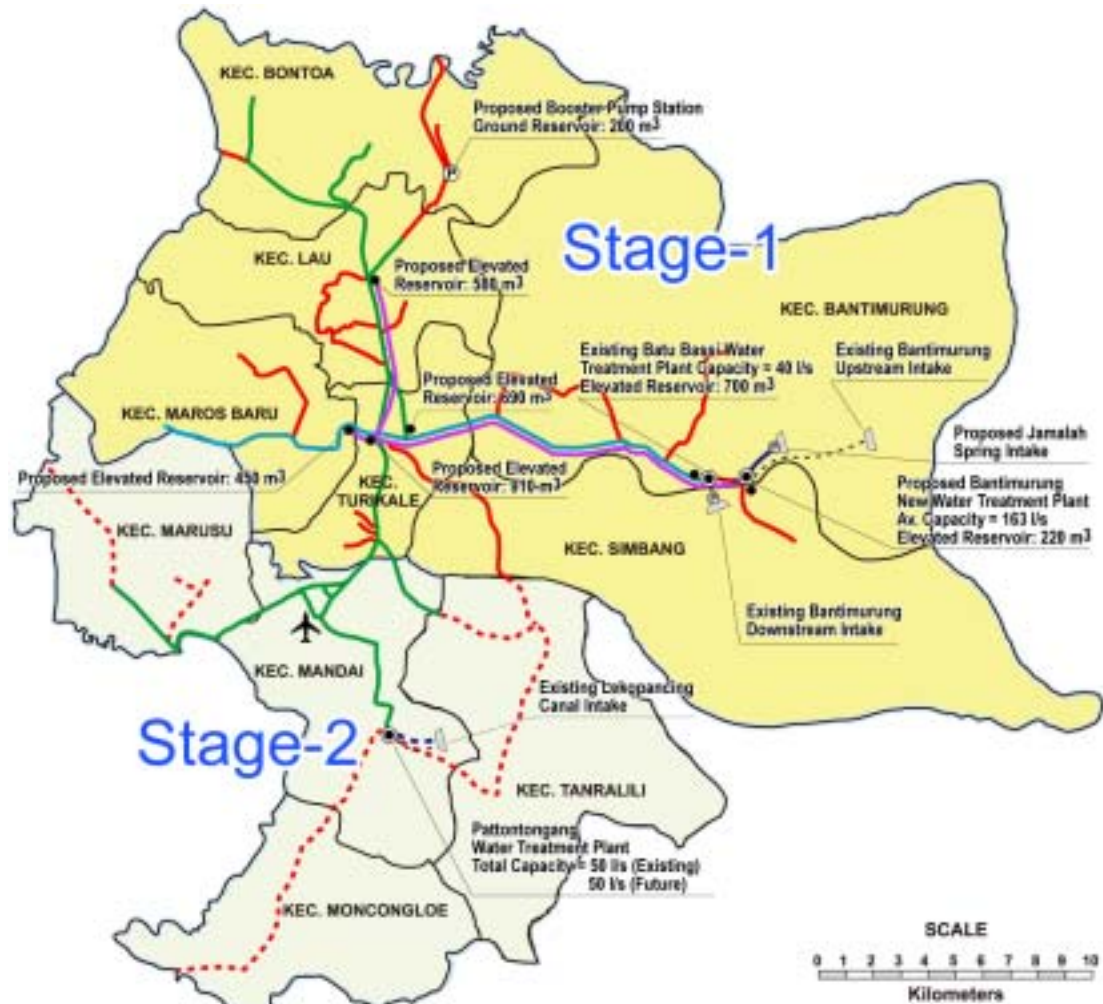 KEC. BONTOA
Proposed Booster Pump Station
Ground Reservoir: 200 m3
Stage-1
KEC. LAU
Proposed Elevated
Reservoir: 580 m3
KEC. BANTIMURUNG
Existing Batu Bassi Water
Treatment Plant Capacity = 40 l/s
Elevated Reservoir: 700 m3
Existing Bantimurung
Upstream Intake
Proposed Elevated
Reservoir: 690 m3
KEC. MAROS BARU
Proposed Jamalah
Spring Intake
Proposed Elevated Reservoir: 450 m3
Proposed Elevated
Reservoir: 810 m3
KEC.
TURIKALE
Proposed Bantimurung
New Water Treatment Plant
Av. Capacity = 163 l/s
Elevated Reservoir: 220 m3
KEC. MARUSU
KEC. SIMBANG
Existing Bantimurung
Downstream Intake
KEC. MANDAI
Existing Lekopancing
Canal Intake
Stage-2
KEC. TANRALILI
Pattontongang
Water Treatment Plant
Total Capacity = 50 l/s (Existing)
50 l/s (Future)
KEC. MONCONGLOE
SCALE
0 1 2 3 4 5 6 7 8 9 10
Kilometers